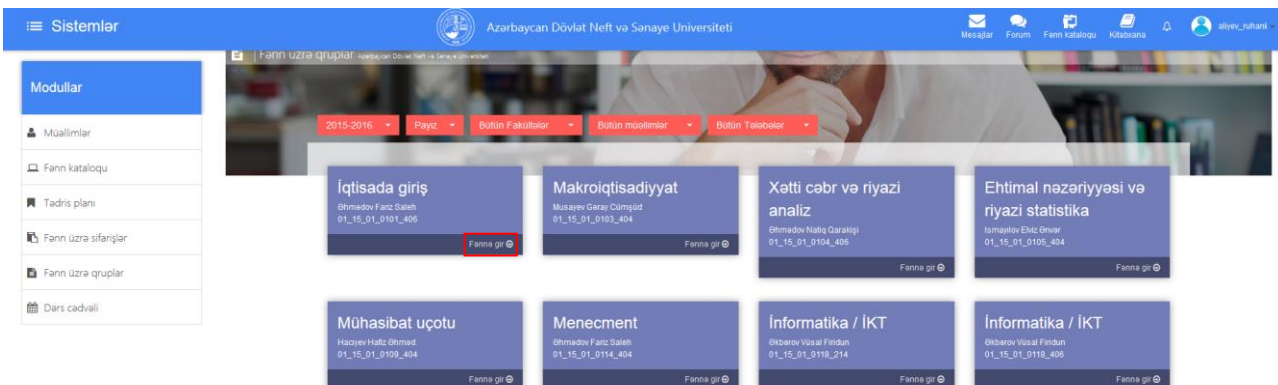 Sistemlər
Azərbaycan Dövlət Neft və Sənaye Universiteti
Mesajlar Forum Fənn kataloqu Kitabxana aliyev_ruhani
Fənn üzrə qruplar Azərbaycan Dövlət Neft və Sənaye Universiteti
Modullar
Müəllimlər
Fənn kataloqu
Tədris planı
Fənn üzrə sifarişlər
Fənn üzrə qruplar
Dərs cədvəli
2015-2016 Payız Bütün Fakültələr Bütün müəllimlər Bütün Tələbələr
İqtisada giriş
Əhmədov Fariz Saleh
01_15_01_0101_406
Fənnə gir
Makroiqtisadiyyat
Musayev Gəray Cümşüd
01_15_01_0103_404
Fənnə gir
Xətti cəbr və riyazi
analiz
Əhmədov Natiq Qarakişi
01_15_01_0104_406
Fənnə gir
Ehtimal nəzəriyyəsi və
riyazi statistika
Ismayılov Elviz Ənvər
01_15_01_0105_404
Fənnə gir
Mühasibat uçotu
Hacıyev Hafiz Əhməd
01_15_01_0109_404
Fənnə gir
Menecment
Əhmədov Fariz Saleh
01_15_01_0114_404
Fənnə gir
İnformatika / İKT
Əkbərov Vüsal Firidun
01_15_01_0118_214
Fənnə gir
İnformatika / İKT
Əkbərov Vüsal Firidun
01_15_01_0118_406
Fənnə gir